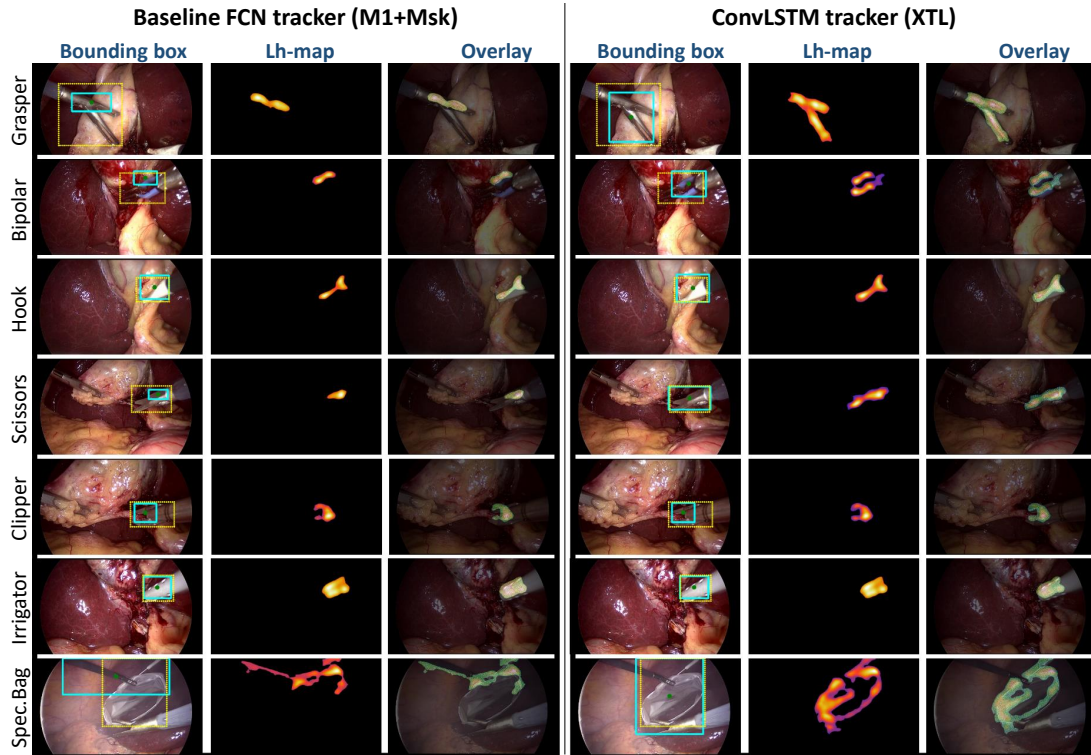 Baseline FCN tracker (M1+Msk) ConvLSTM tracker (XTL)
Bounding box Lh-map Overlay Bounding box Lh-map Overlay
Grasper
Bipolar
Hook
Scissors
Clipper
Irrigator
Spec.Bag